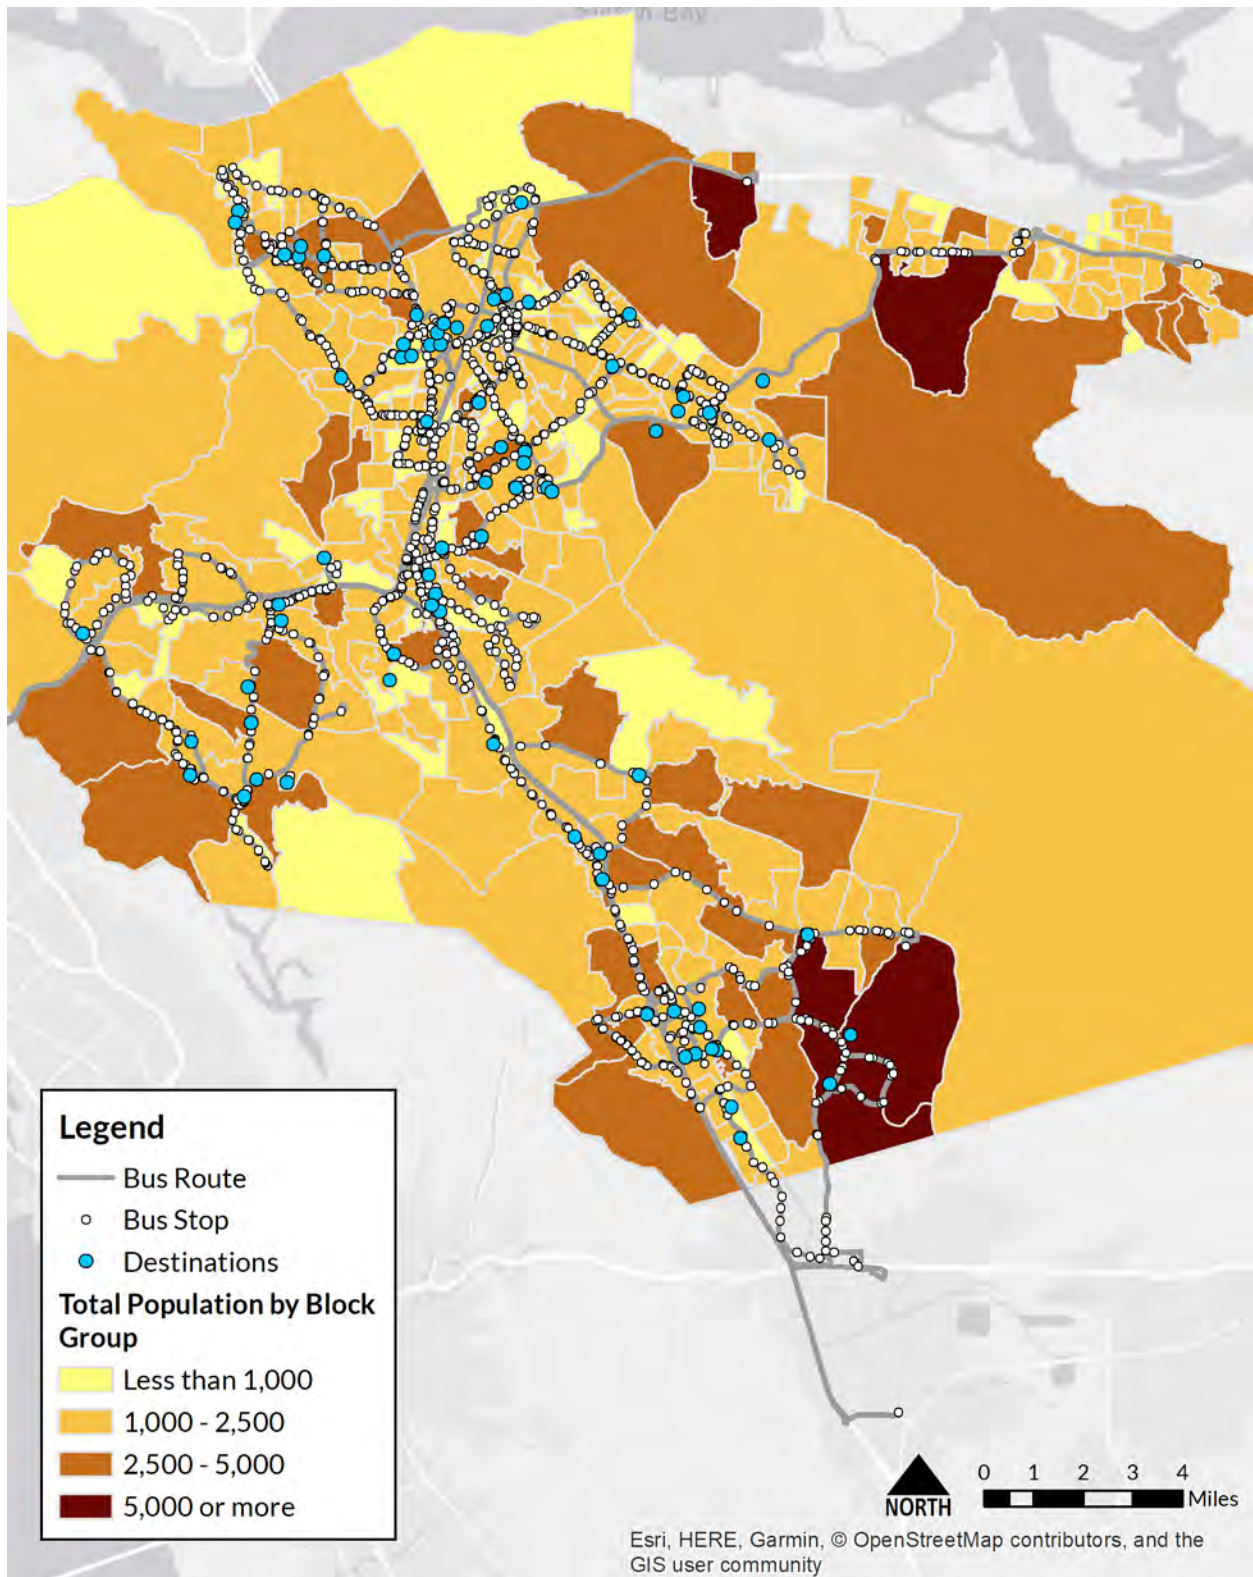 Bay
Legend
Bus Route
Bus Stop
Destinations
Total Population by Block
Group
Less than 1,000
1,000 - 2,500
2,500 - 5,000
5,000 or more
NORTH
0 1 2 3 4
Miles
Esri, HERE, Garmin, © OpenStreetMap contributors, and the
GIS user community